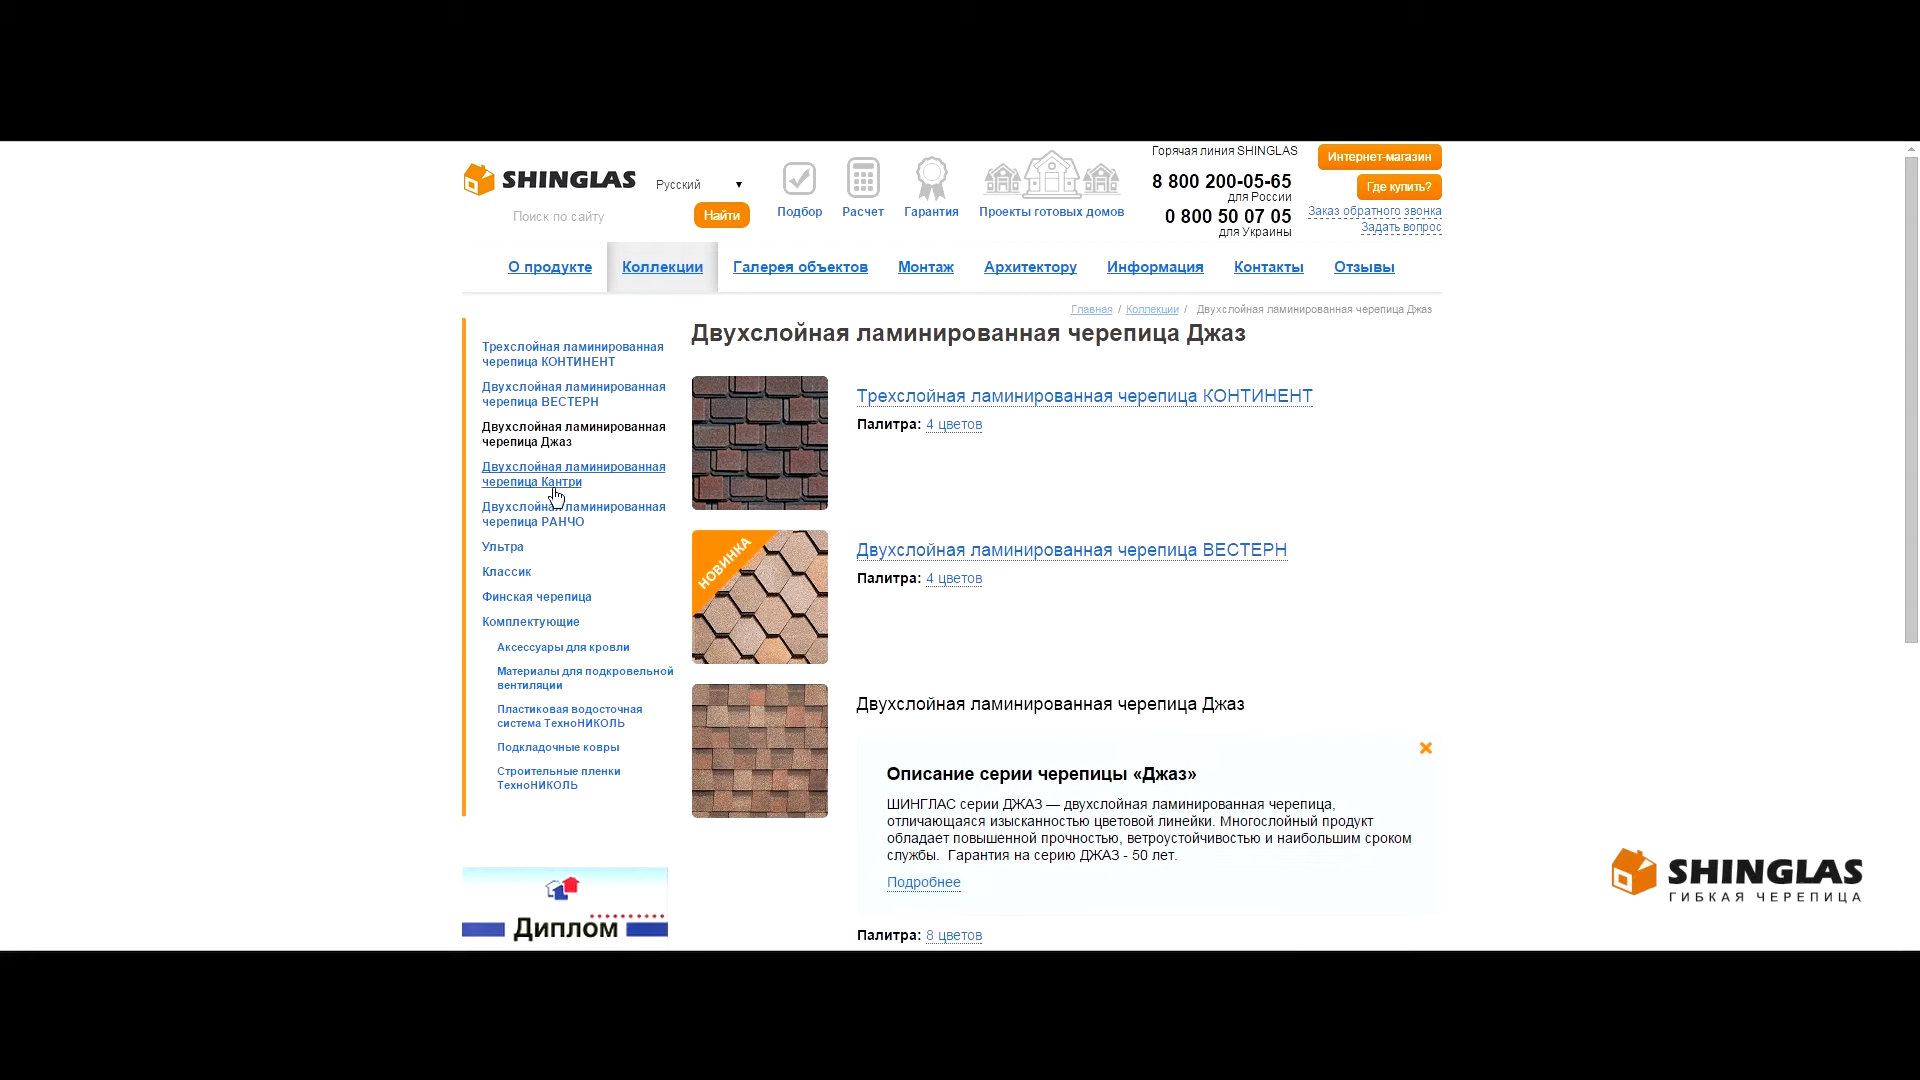 SHINGLAS
Русский
Поиск по сайту
Найти
Подбор
Расчет
Гарантия
Проекты готовых домов
Горячая линия SHINGLAS
8 800 200-05-65
для России
0 800 50 07 05
для Украины
Интернет-магазин
Где купить?
Заказ обратного звонка
Задать вопрос
О продукте
Коллекции
Галерея объектов
Монтаж
Архитектору
Информация
Контакты
Отзывы
Главная / Коллекции / Двухслойная ламинированная черепица Джаз
Трехслойная ламинированная
черепица КОНТИНЕНТ
Двухслойная ламинированная
черепица ВЕСТЕРН
Двухслойная ламинированная
черепица Джаз
Двухслойная ламинированная
черепица Кантри
Двухслойная ламинированная
черепица РАНЧО
Ультра
Классик
Финская черепица
Комплектующие
Аксессуары для кровли
Материалы для подкровельной
вентиляции
Пластиковая водосточная
система ТехноНИКОЛЬ
Подкладочные ковры
Строительные пленки
ТехноНИКОЛЬ
Диплом
Двухслойная ламинированная черепица Джаз
Трехслойная ламинированная черепица КОНТИНЕНТ
Палитра: 4 цветов
НОВИНКА
Двухслойная ламинированная черепица ВЕСТЕРН
Палитра: 4 цветов
Двухслойная ламинированная черепица Джаз
Описание серии черепицы «Джаз»
ШИНГЛАС серии ДЖАЗ — двухслойная ламинированная черепица,
отличающаяся изысканностью цветовой линейки. Многослойный продукт
обладает повышенной прочностью, ветроустойчивостью и наибольшим сроком
службы. Гарантия на серию ДЖАЗ - 50 лет.
Подробнее
Палитра: 8 цветов
SHINGLAS
ГИБКАЯ ЧЕРЕПИЦА